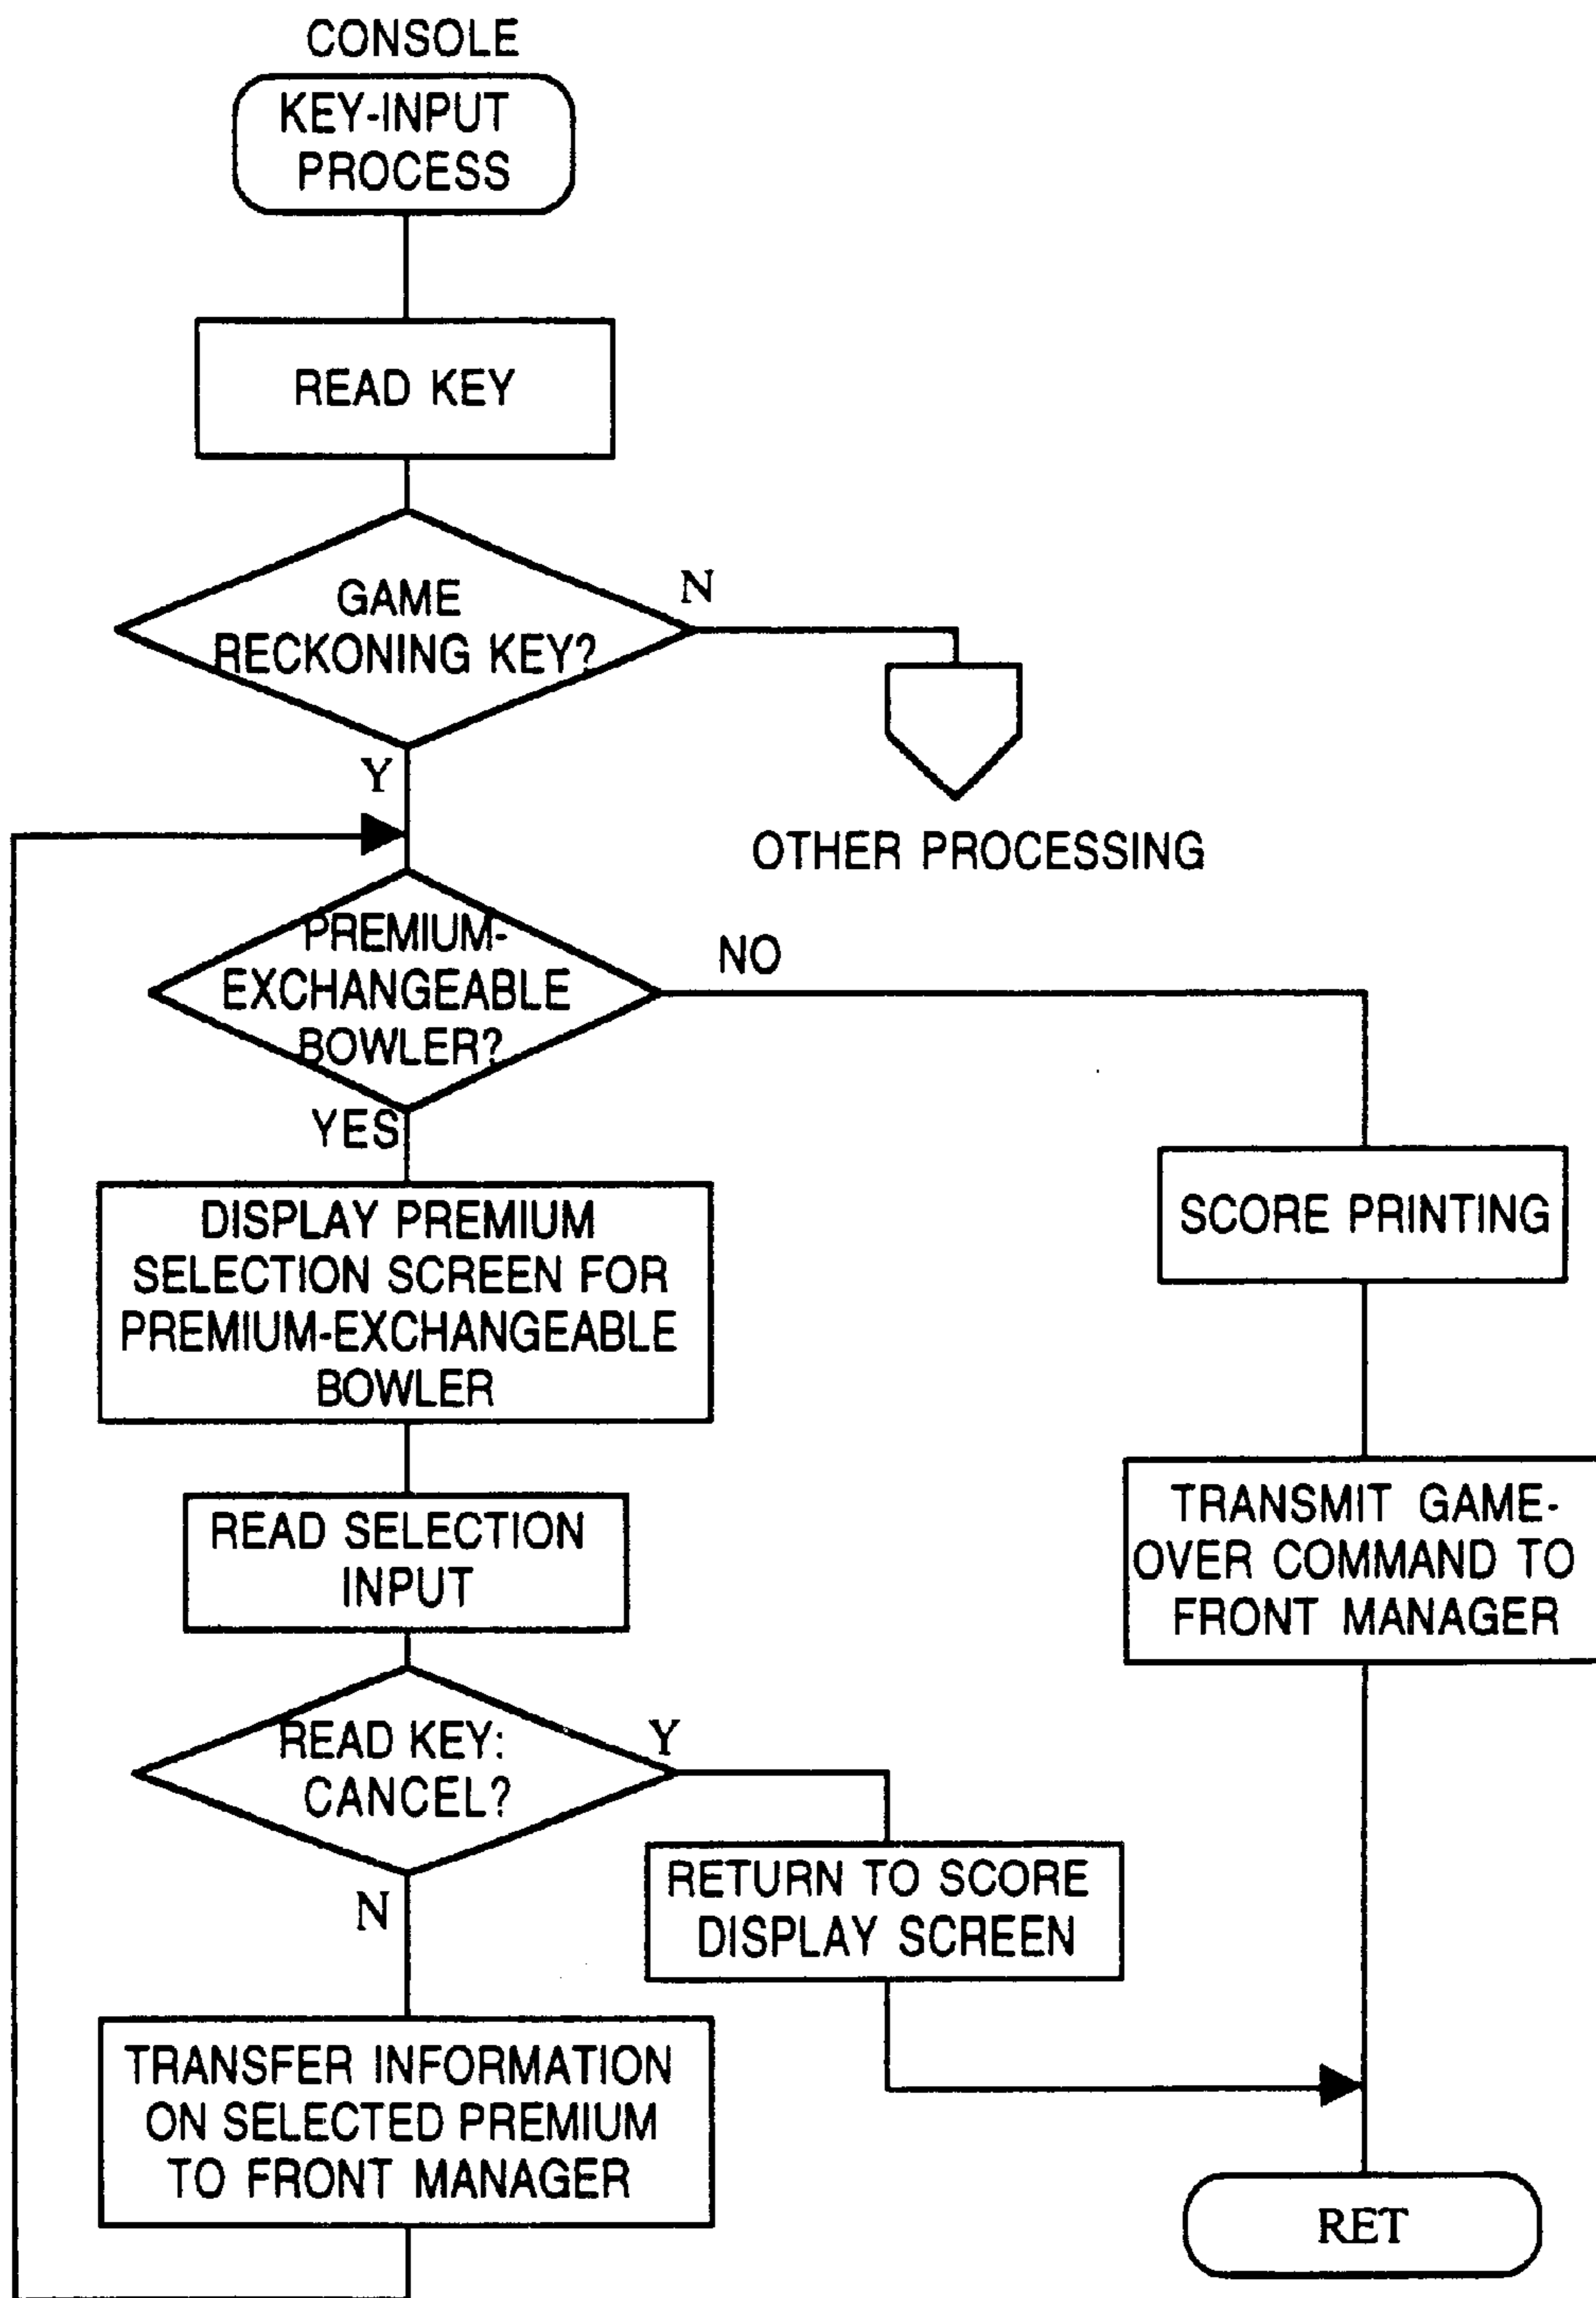 CONSOLE
KEY-INPUT
PROCESS
READ KEY
GAME
RECKONING KEY?
N
Y
OTHER PROCESSING
PREMIUM-
EXCHANGEABLE
BOWLER?
NO
YES
DISPLAY PREMIUM
SELECTION SCREEN FOR
PREMIUM-EXCHANGEABLE
BOWLER
SCORE PRINTING
READ SELECTION
INPUT
TRANSMIT GAME-
OVER COMMAND TO
FRONT MANAGER
READ KEY:
CANCEL?
Y
N
RETURN TO SCORE
DISPLAY SCREEN
TRANSFER INFORMATION
ON SELECTED PREMIUM
TO FRONT MANAGER
RET